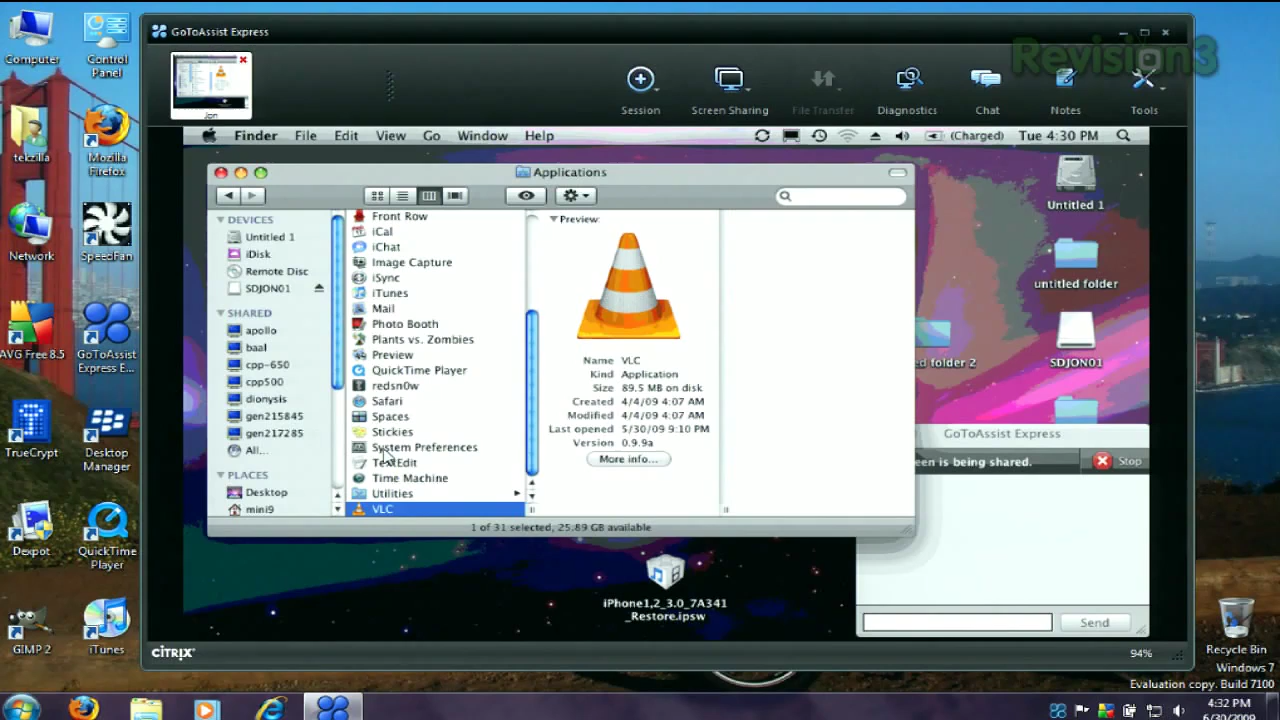 Computer
Control Panel
tekzilla
Mozilla Firefox
Network
SpeedFan
AVG Free 8.5
GoToAssist Express E...
TrueCrypt
Desktop Manager
Dexpot
QuickTime Player
GIMP 2
iTunes
GoToAssist Express
Revision3
Jon
Session
Screen Sharing
File Transfer
Diagnostics
Chat
Notes
Tools
Finder File Edit View Go Window Help
(Charged) Tue 4:30 PM
Applications
DEVICES
Untitled 1
iDisk
Remote Disc
SDJON01
SHARED
apollo
baal
cpp-650
cpp500
dionysis
gen215845
gen217285
All...
PLACES
Desktop
mini9
Front Row
iCal
iChat
Image Capture
iSync
iTunes
Mail
Photo Booth
Plants vs. Zombies
Preview
QuickTime Player
redsn0w
Safari
Spaces
Stickies
System Preferences
TextEdit
Time Machine
Utilities
VLC
Preview:
Name VLC
Kind Application
Size 89.5 MB on disk
Created 4/4/09 4:07 AM
Modified 4/4/09 4:07 AM
Last opened 5/30/09 9:10 PM
Version 0.9.9a
More info...
1 of 31 selected, 25.89 GB available
Untitled 1
untitled folder
ed folder 2
SDJON01
GoToAssist Express
een is being shared.
Stop
iPhone1,2_3.0_7A341
_Restore.ipsw
Send
CITRIX
94%
Recycle Bin
Windows 7
Evaluation copy. Build 7100
4:32 PM
6/30/2009